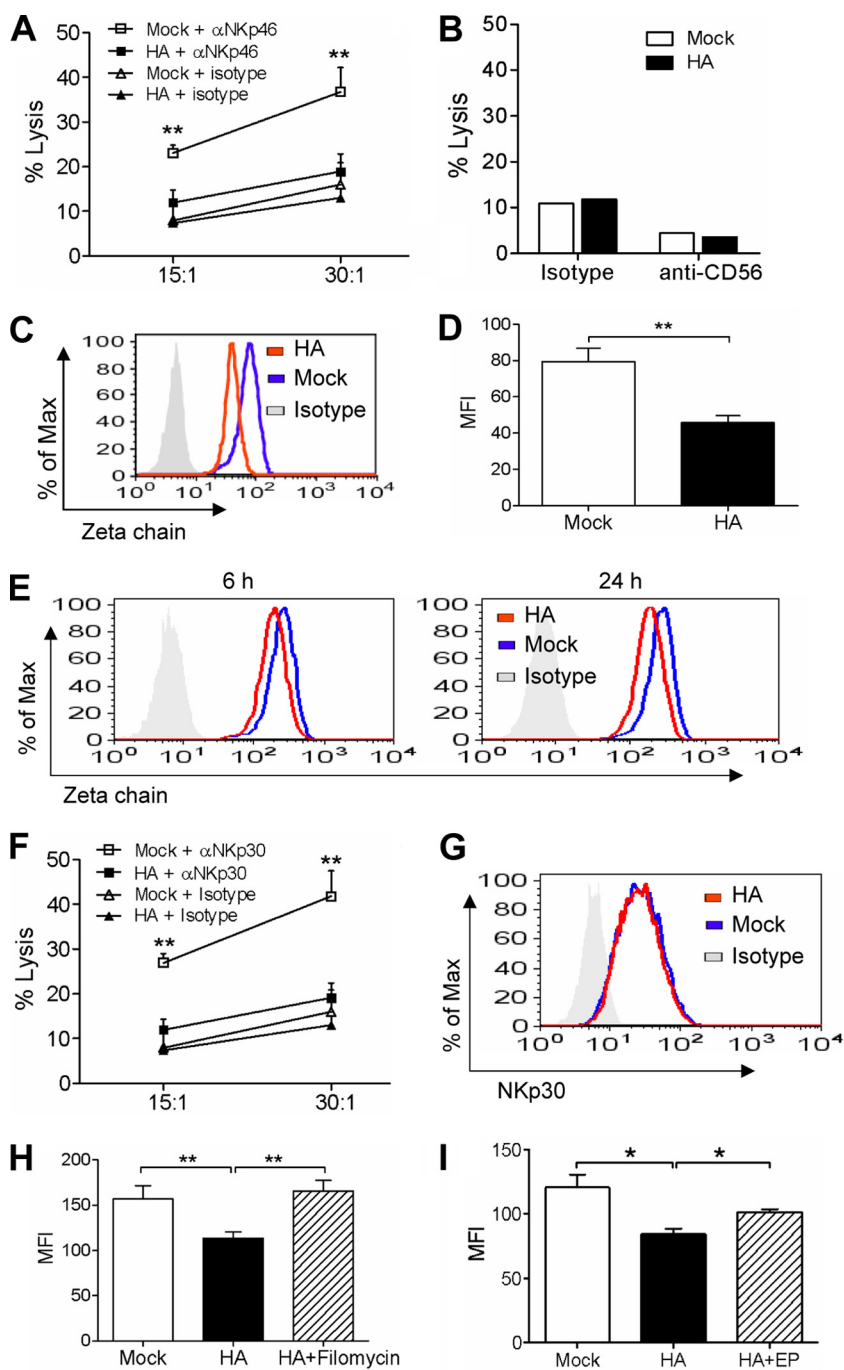 A
Mock + αNKp46
HA + αNKp46
Mock + isotype
HA + isotype
% Lysis
50
40
30
20
10
0
**
**
15:1
30:1
B
Mock
HA
% Lysis
50
40
30
20
10
0
Isotype
anti-CD56
C
% of Max
100
80
60
40
20
0
HA
Mock
Isotype
10⁰ 10¹ 10² 10³ 10⁴
Zeta chain
D
MFI
100
80
60
40
20
0
**
Mock
HA
E
6 h
24 h
% of Max
100
80
60
40
20
0
10⁰ 10¹ 10² 10³ 10⁴
100
80
60
40
20
0
HA
Mock
Isotype
10⁰ 10¹ 10² 10³ 10⁴
Zeta chain
F
Mock + αNKp30
HA + αNKp30
Mock + Isotype
HA + Isotype
% Lysis
50
40
30
20
10
0
**
**
15:1
30:1
G
% of Max
100
80
60
40
20
0
HA
Mock
Isotype
10⁰ 10¹ 10² 10³ 10⁴
NKp30
H
MFI
200
150
100
50
0
**
**
Mock
HA
HA+Filomycin
I
MFI
150
100
50
0
*
*
Mock
HA
HA+EP